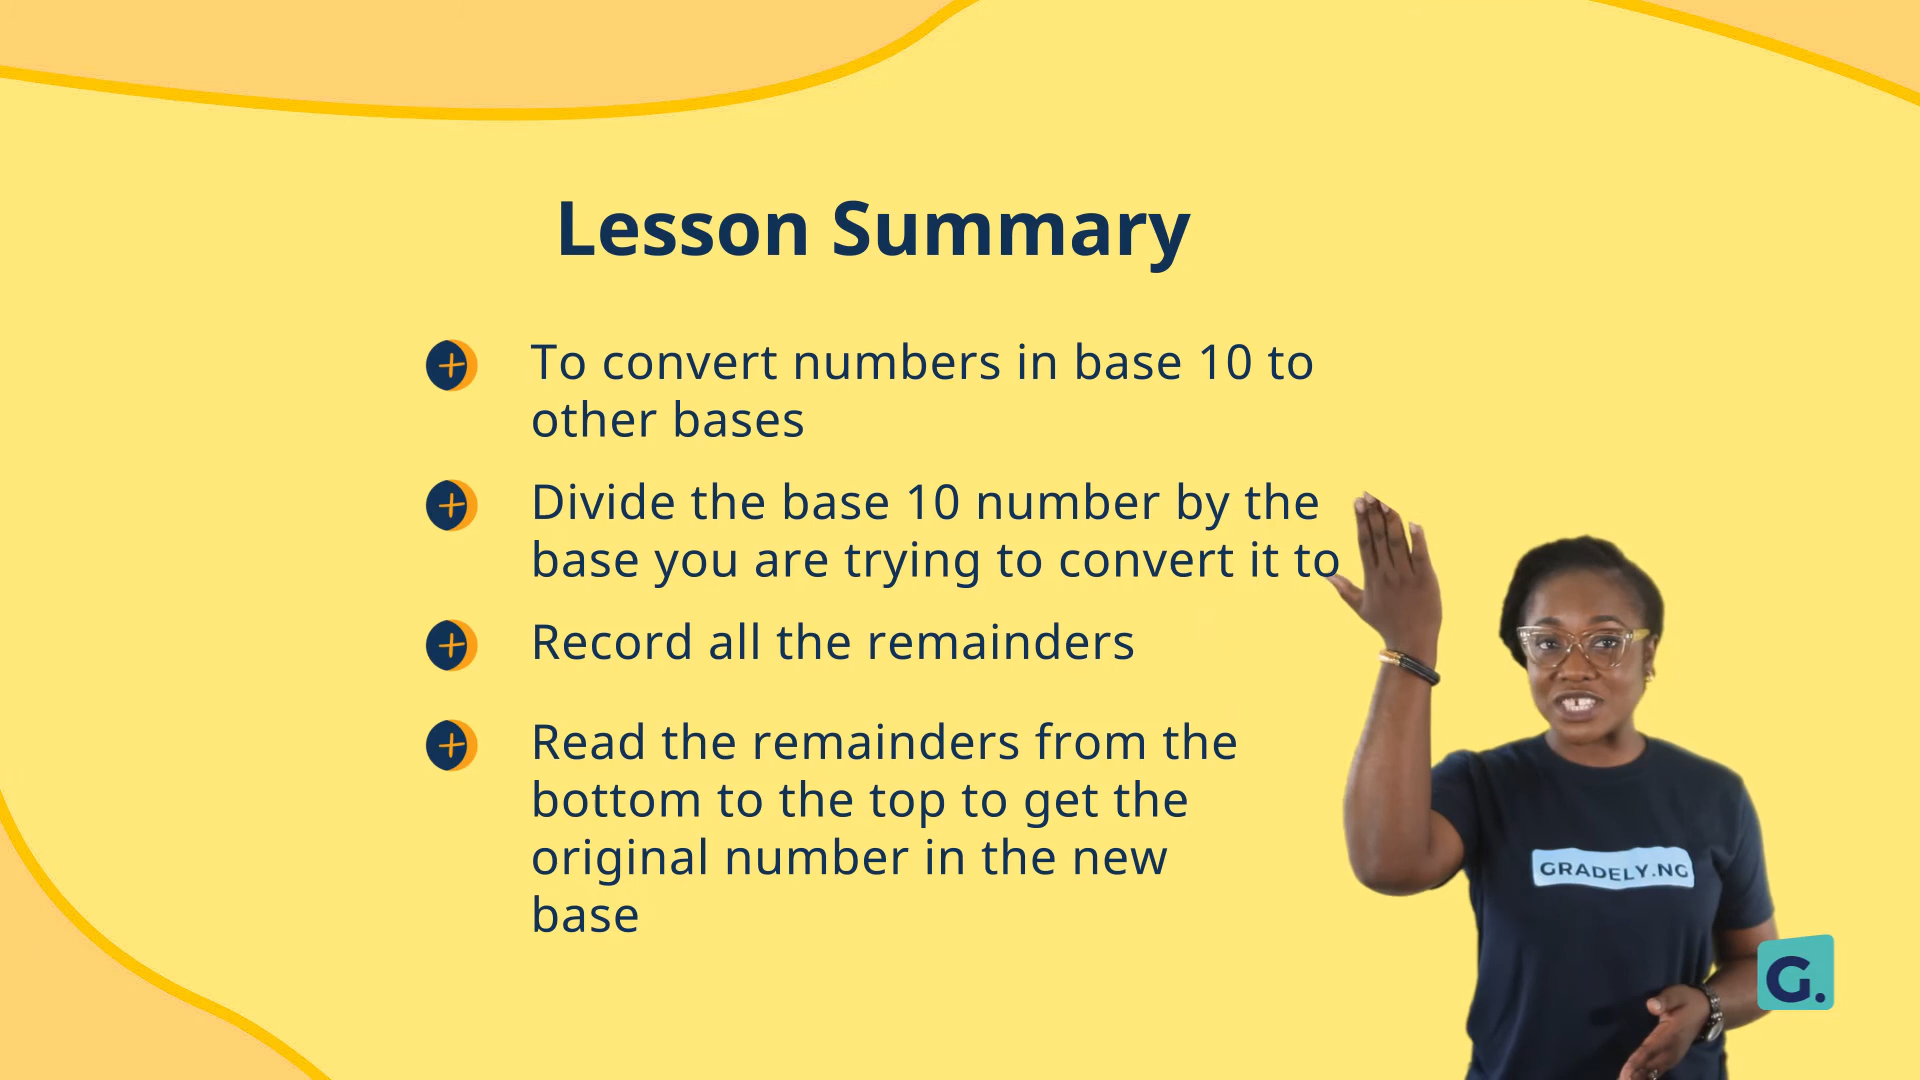 Lesson Summary
To convert numbers in base 10 to
other bases
Divide the base 10 number by the
base you are trying to convert it to
Record all the remainders
Read the remainders from the
bottom to the top to get the
original number in the new
base
GRADELY.NG
G.